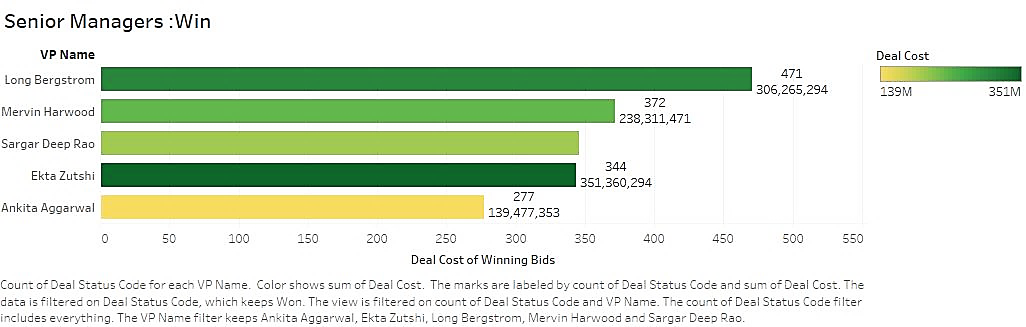 Senior Managers :Win
VP Name
Long Bergstrom
471
306,265,294
Mervin Harwood
372
238,311,471
Sargar Deep Rao
Ekta Zutshi
344
351,360,294
Ankita Aggarwal
277
139,477,353
0 50 100 150 200 250 300 350 400 450 500 550
Deal Cost of Winning Bids
Deal Cost
139M 351M
Count of Deal Status Code for each VP Name. Color shows sum of Deal Cost. The marks are labeled by count of Deal Status Code and sum of Deal Cost. The
data is filtered on Deal Status Code, which keeps Won. The view is filtered on count of Deal Status Code and VP Name. The count of Deal Status Code filter
includes everything. The VP Name filter keeps Ankita Aggarwal, Ekta Zutshi, Long Bergstrom, Mervin Harwood and Sargar Deep Rao.